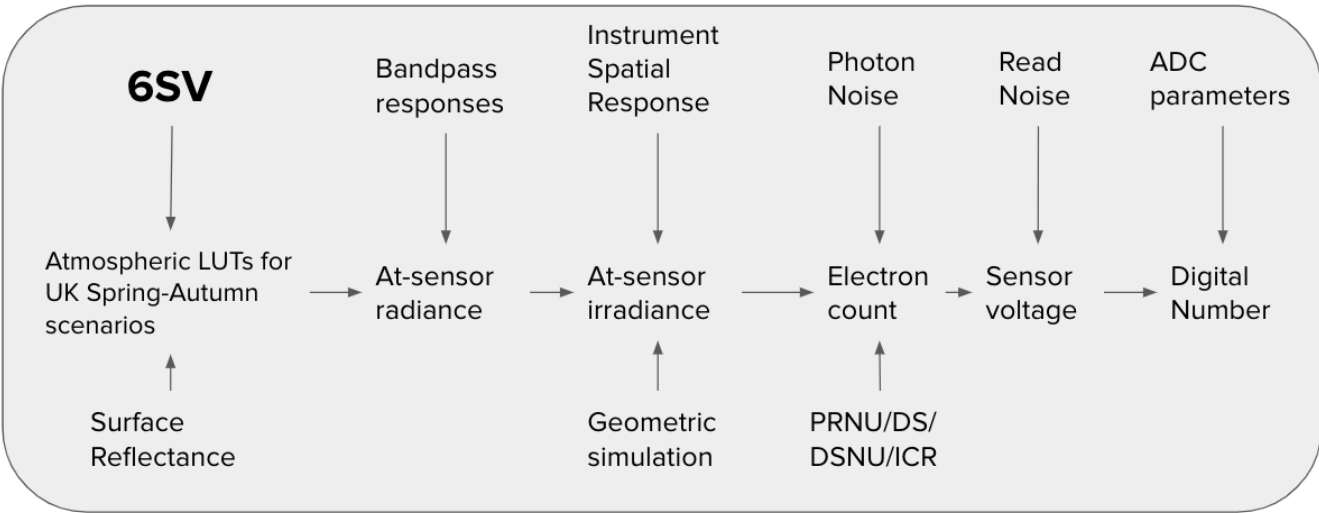 6SV
Bandpass
responses
Instrument
Spatial
Response
Photon
Noise
Read
Noise
ADC
parameters
Atmospheric LUTs for
UK Spring-Autumn
scenarios
At-sensor
radiance
At-sensor
irradiance
Electron
count
Sensor
voltage
Digital
Number
Surface
Reflectance
Geometric
simulation
PRNU/DS/
DSNU/ICR